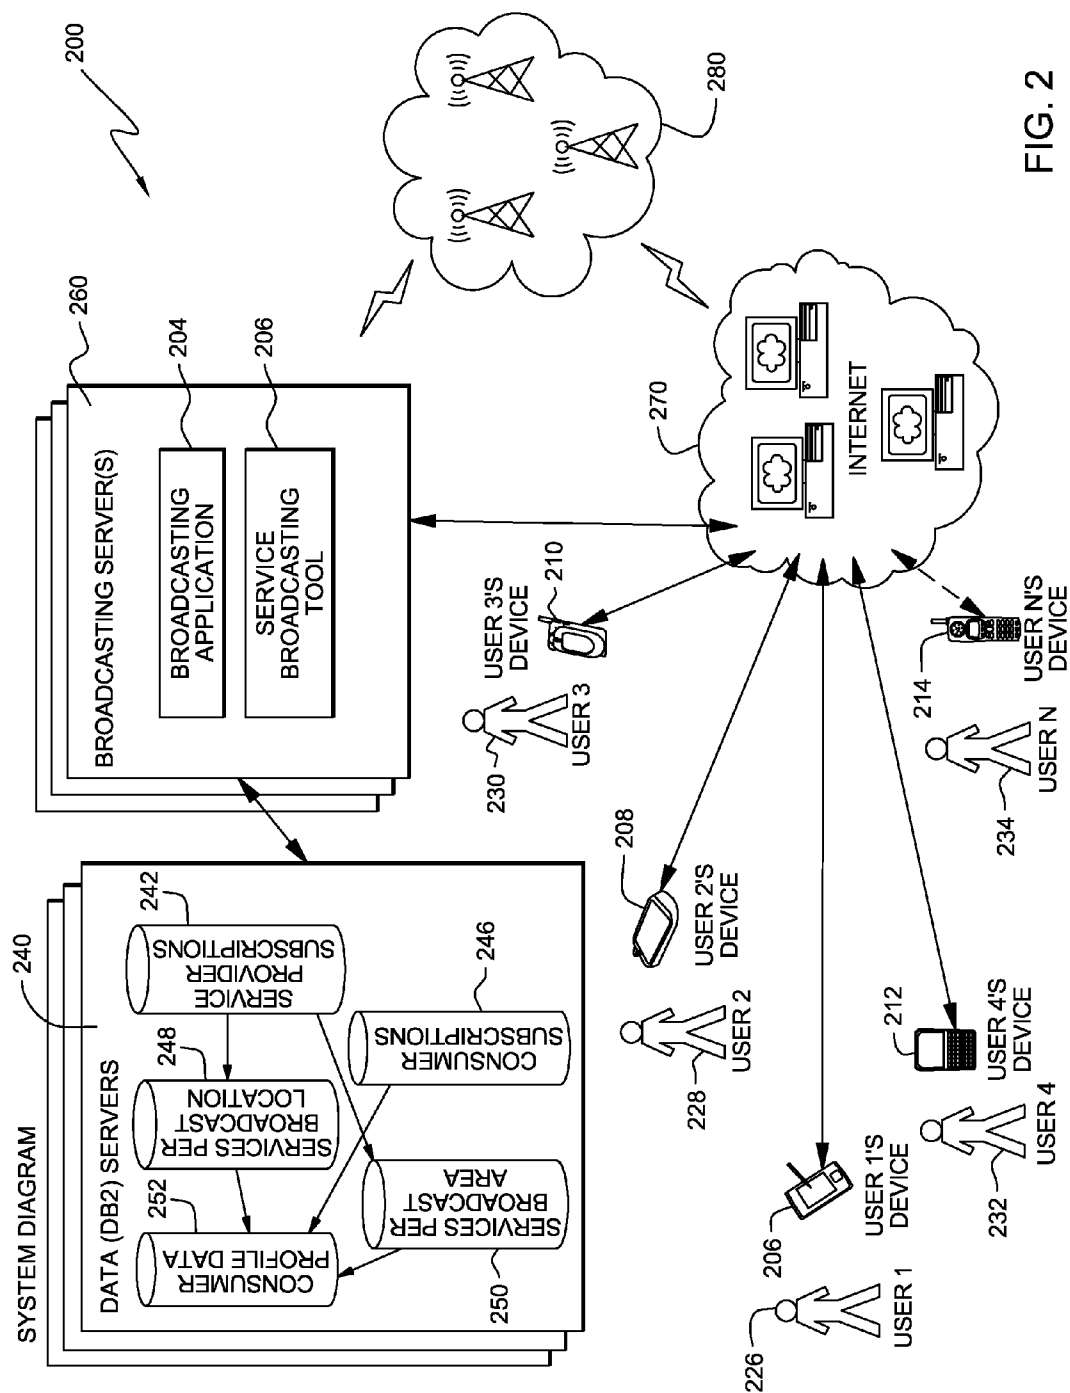 SYSTEM DIAGRAM
200
240
DATA (DB2) SERVERS
252
CONSUMER
PROFILE DATA
248
SERVICES PER
BROADCAST
LOCATION
242
SERVICE
PROVIDER
SUBSCRIPTIONS
250
SERVICES PER
BROADCAST
AREA
246
CONSUMER
SUBSCRIPTIONS
260
BROADCASTING SERVER(S)
204
BROADCASTING
APPLICATION
206
SERVICE
BROADCASTING
TOOL
280
270
INTERNET
230
USER 3
210
USER 3'S
DEVICE
228
USER 2
208
USER 2'S
DEVICE
226
USER 1
206
USER 1'S
DEVICE
232
USER 4
212
USER 4'S
DEVICE
234
USER N
214
USER N'S
DEVICE
FIG. 2